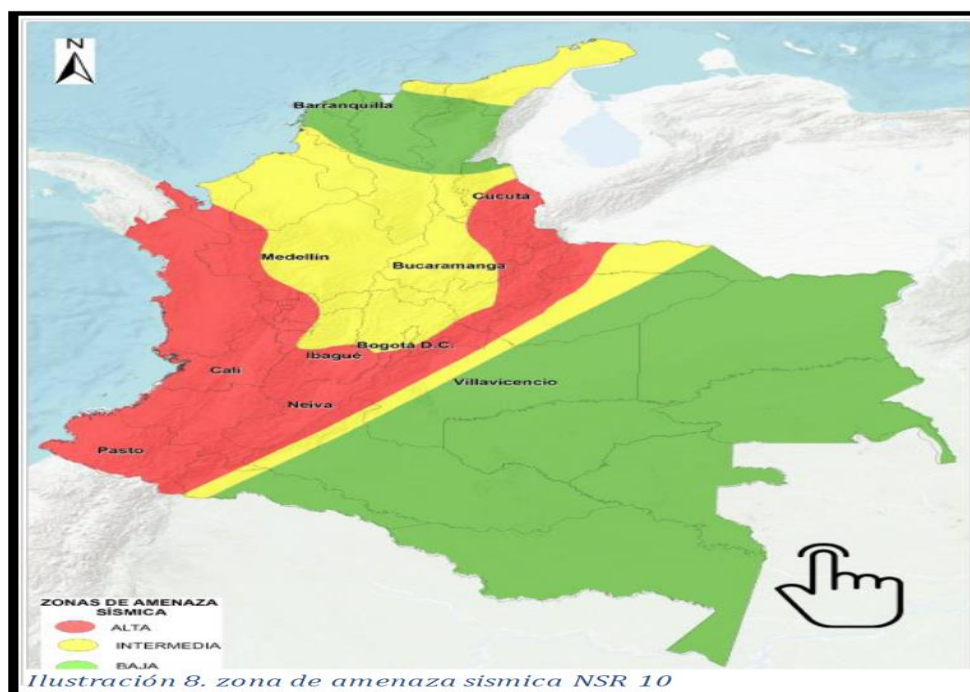 N
Barranquilla
Cucuta
Medellín
Bucaramanga
Bogotá D.C.
Ibagué
Cali
Villavicencio
Neiva
Pasto
ZONAS DE AMENAZA
SÍSMICA
ALTA
INTERMEDIA
BAJA
Ilustración 8. zona de amenaza sismica NSR 10